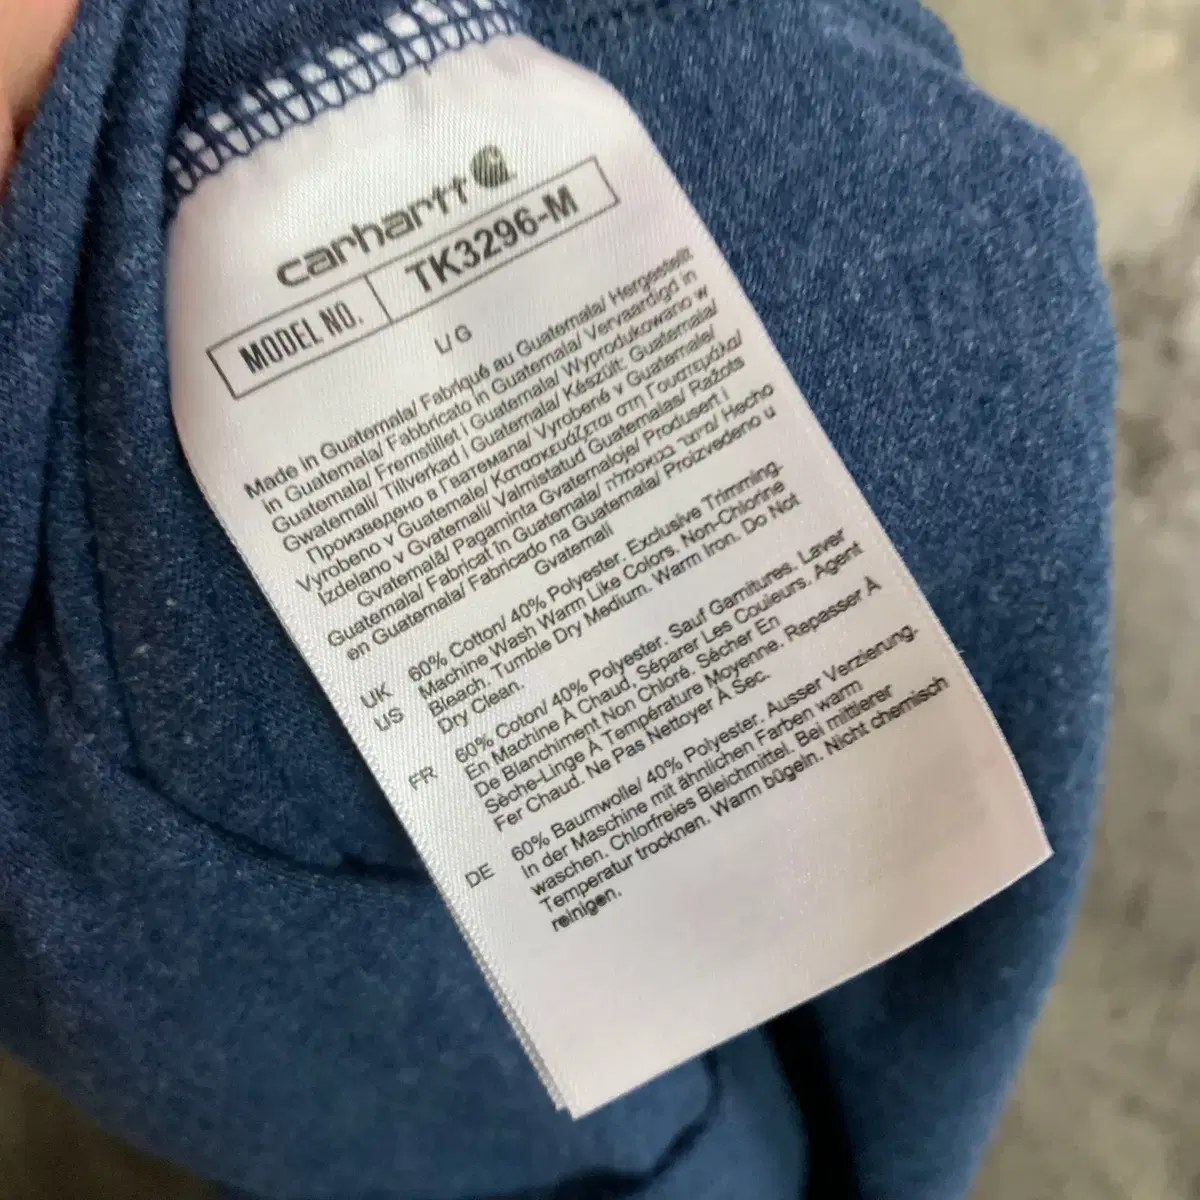 carhartt
MODEL NO. TK3296-M
L/G
Made in Guatemala/ Fabriqué au Guatemala/ Hergestellt
in Guatemala/ Fabbricato in Guatemala/ Vervaardigd in
Guatemala/ Fremstillet i Guatemala/ Wyprodukowano w
Gwatemali/ Tillverkad i Guatemala/ Készült: Guatemala/
Произведено в Гватемала/ Vyrobené v Guatemale/
Vyrobeno v Guatemale/ Κατασκευάζεται στη Γουατεμάλα/
Izdelano v Gvatemali/ Valmistatud Guatemalas/ Ražots
Gvatemalā/ Pagaminta Gvatemaloje/ Produsert i
Guatemala/ Fabricat în Guatemala/ מיוצר בגואטמלה/ Hecho
en Guatemala/ Fabricado na Guatemala/ Proizvedeno u
Gvatemali
UK 60% Cotton/ 40% Polyester. Exclusive Trimming.
US Machine Wash Warm Like Colors. Non-Chlorine
Bleach. Tumble Dry Medium. Warm Iron. Do Not
Dry Clean.
FR 60% Coton/ 40% Polyester. Sauf Garnitures. Laver
En Machine À Chaud, Séparer Les Couleurs. Agent
De Blanchiment Non Chloré. Sécher En
Sèche-Linge À Température Moyenne. Repasser À
Fer Chaud. Ne Pas Nettoyer À Sec.
DE 60% Baumwolle/ 40% Polyester. Ausser Verzierung.
In der Maschine mit ähnlichen Farben warm
waschen. Chlorfreies Bleichmittel. Bei mittlerer
Temperatur trocknen. Warm bügeln. Nicht chemisch
reinigen.